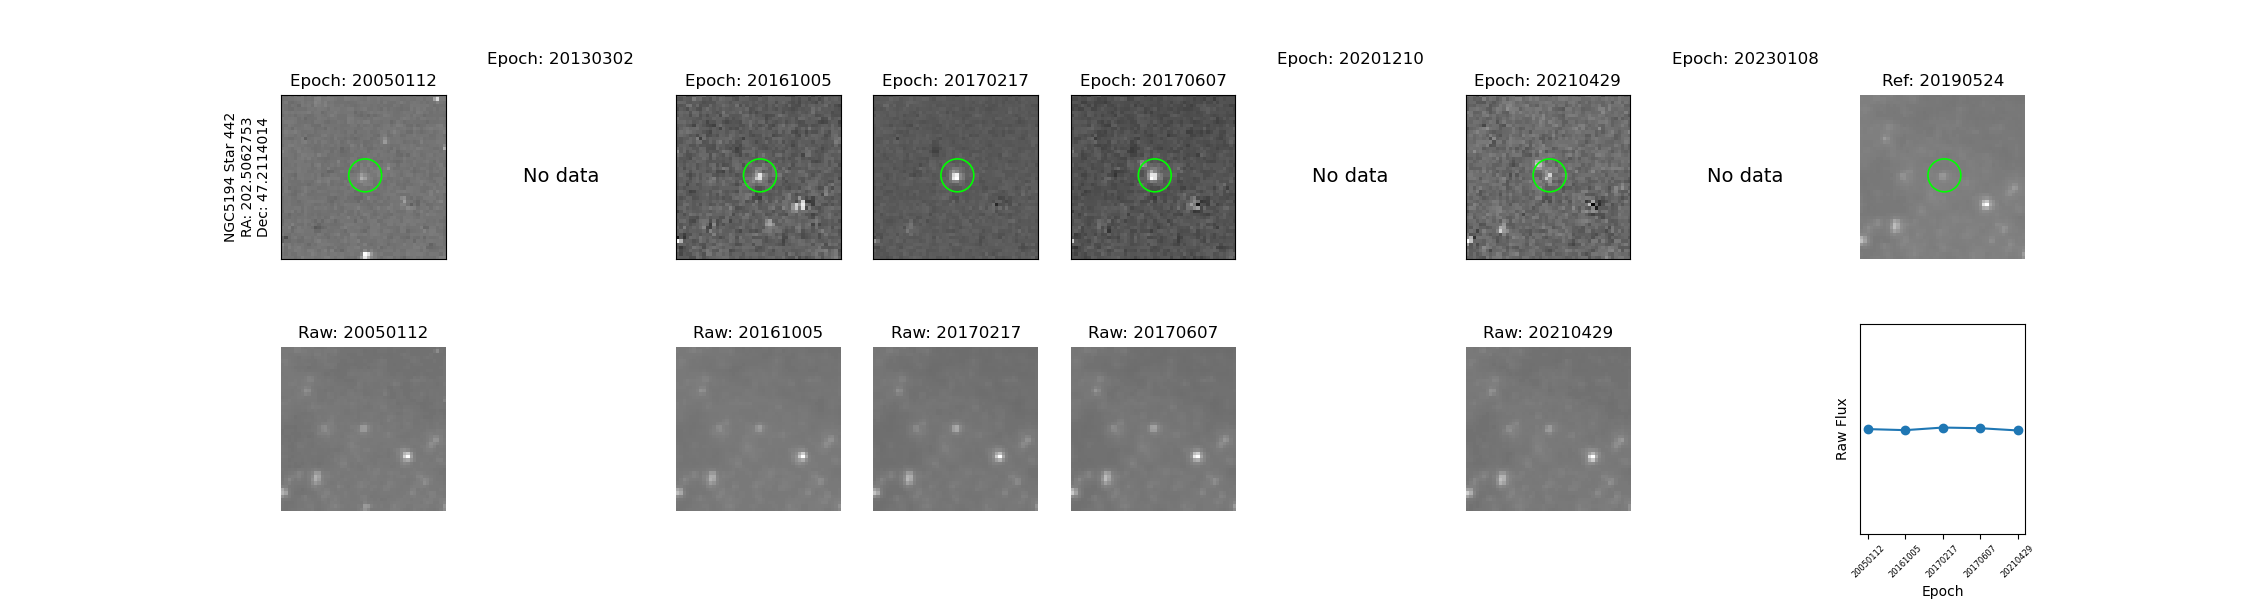 Epoch: 20130302
Epoch: 20201210
Epoch: 20230108
Epoch: 20050112
Epoch: 20161005
Epoch: 20170217
Epoch: 20170607
Epoch: 20210429
Ref: 20190524
NGC5194 Star 442
RA: 202.5062753
Dec: 47.2114014
No data
No data
No data
Raw: 20050112
Raw: 20161005
Raw: 20170217
Raw: 20170607
Raw: 20210429
Raw Flux
20050112
20161005
20170217
20170607
20210429
Epoch